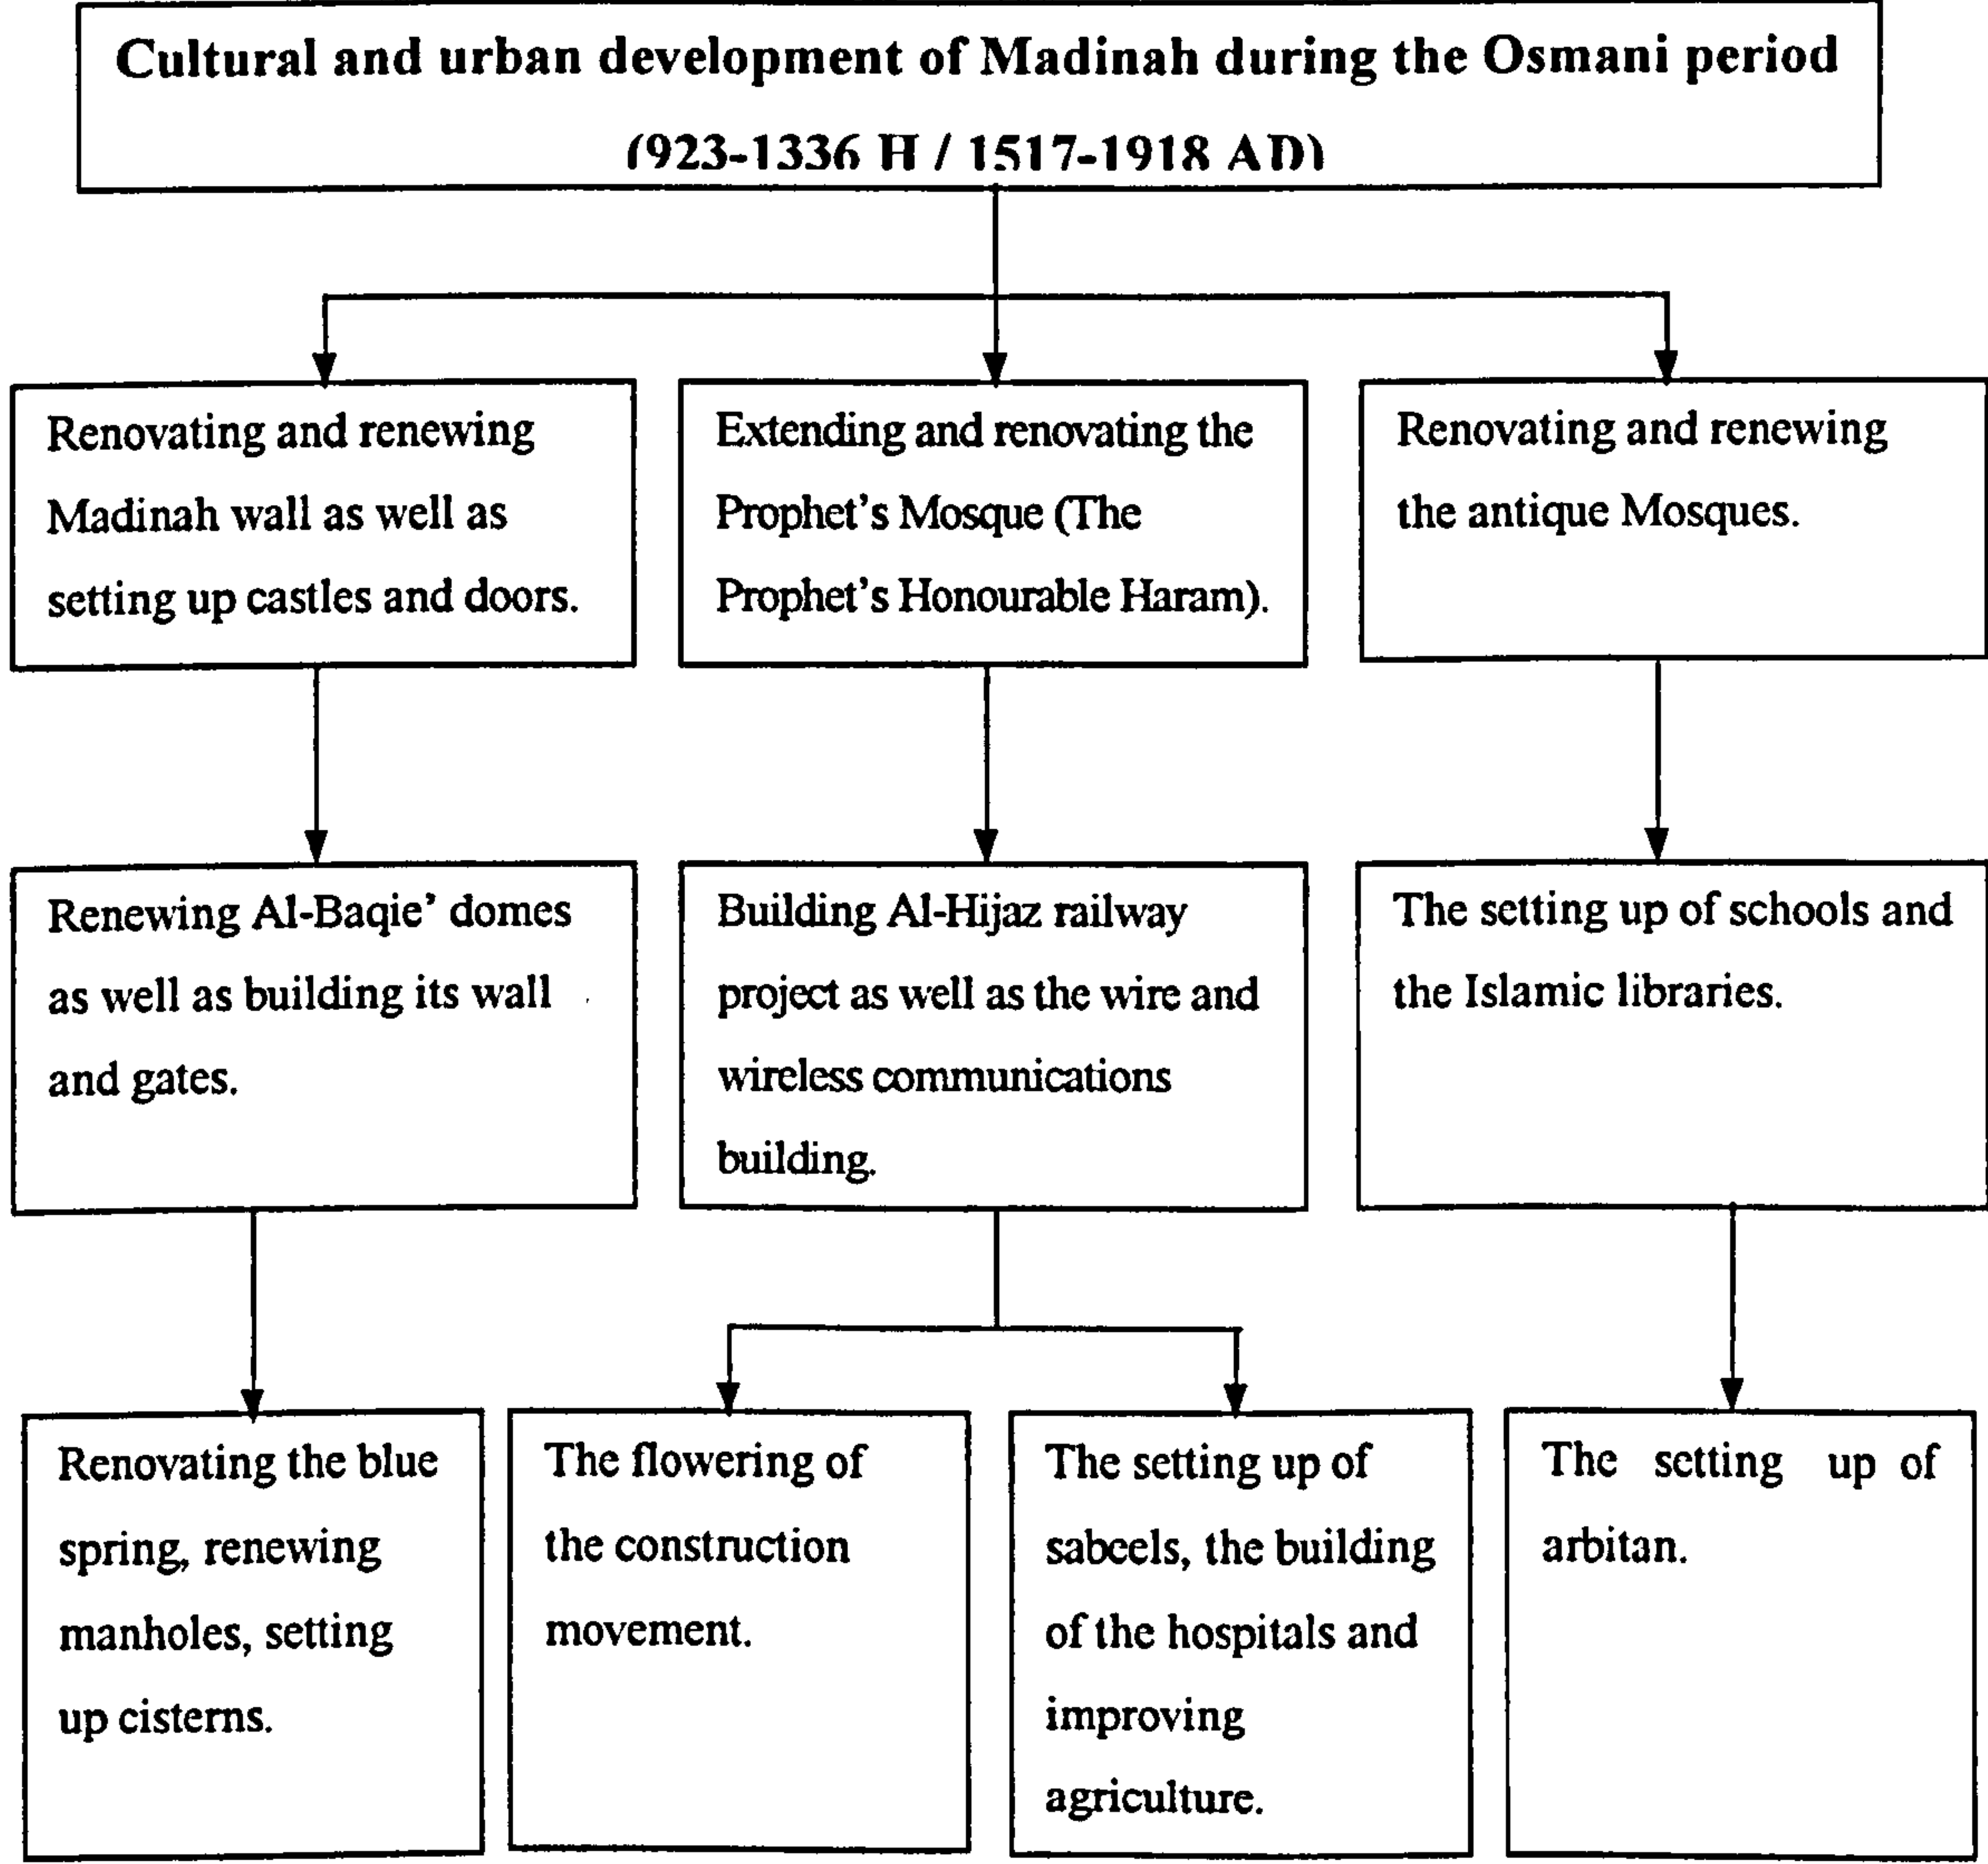 Cultural and urban development of Madinah during the Osmani period
(923-1336 H / 1517-1918 AD)
Renovating and renewing
Madinah wall as well as
setting up castles and doors.
Extending and renovating the
Prophet's Mosque (The
Prophet's Honourable Haram).
Renovating and renewing
the antique Mosques.
Renewing Al-Baqie' domes
as well as building its wall
and gates.
Building Al-Hijaz railway
project as well as the wire and
wireless communications
building.
The setting up of schools and
the Islamic libraries.
Renovating the blue
spring, renewing
manholes, setting
up cisterns.
The flowering of
the construction
movement.
The setting up of
sabeels, the building
of the hospitals and
improving
agriculture.
The setting up of
arbitan.